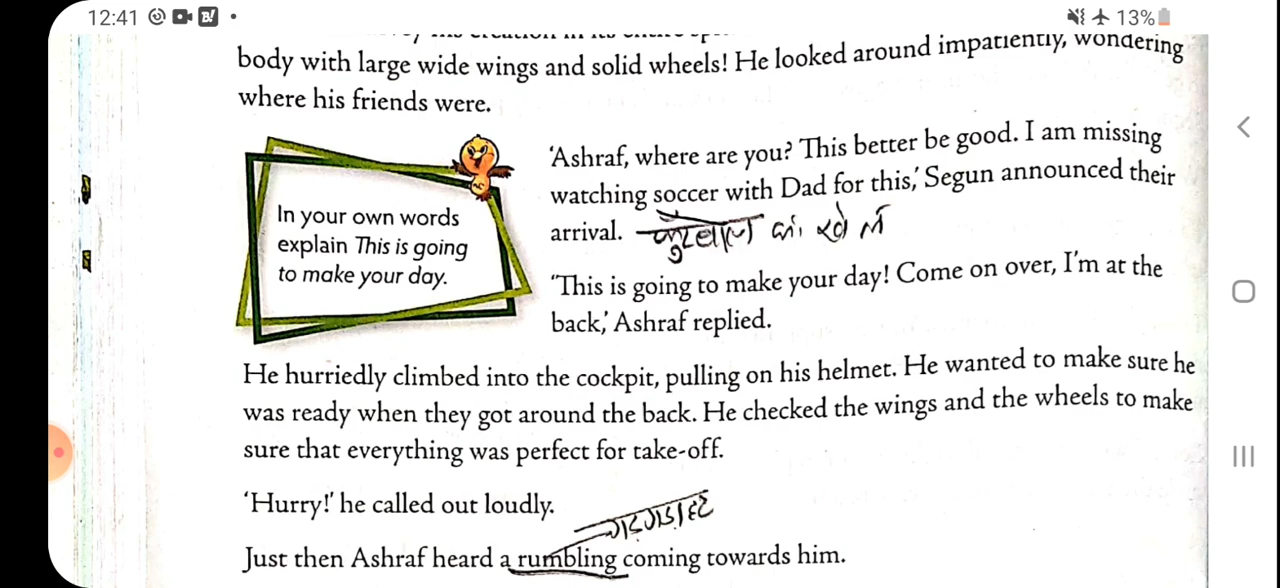 12:41
13%
body with large wide wings and solid wheels! He looked around impatiently, wondering
where his friends were.
In your own words
explain This is going
to make your day.
‘Ashraf, where are you? This better be good. I am missing
watching soccer with Dad for this,’ Segun announced their
arrival. फुटबॉल का खेल
‘This is going to make your day! Come on over, I’m at the
back,’ Ashraf replied.
He hurriedly climbed into the cockpit, pulling on his helmet. He wanted to make sure he
was ready when they got around the back. He checked the wings and the wheels to make
sure that everything was perfect for take-off.
‘Hurry!’ he called out loudly.
गड़गड़ाहट
Just then Ashraf heard a rumbling coming towards him.